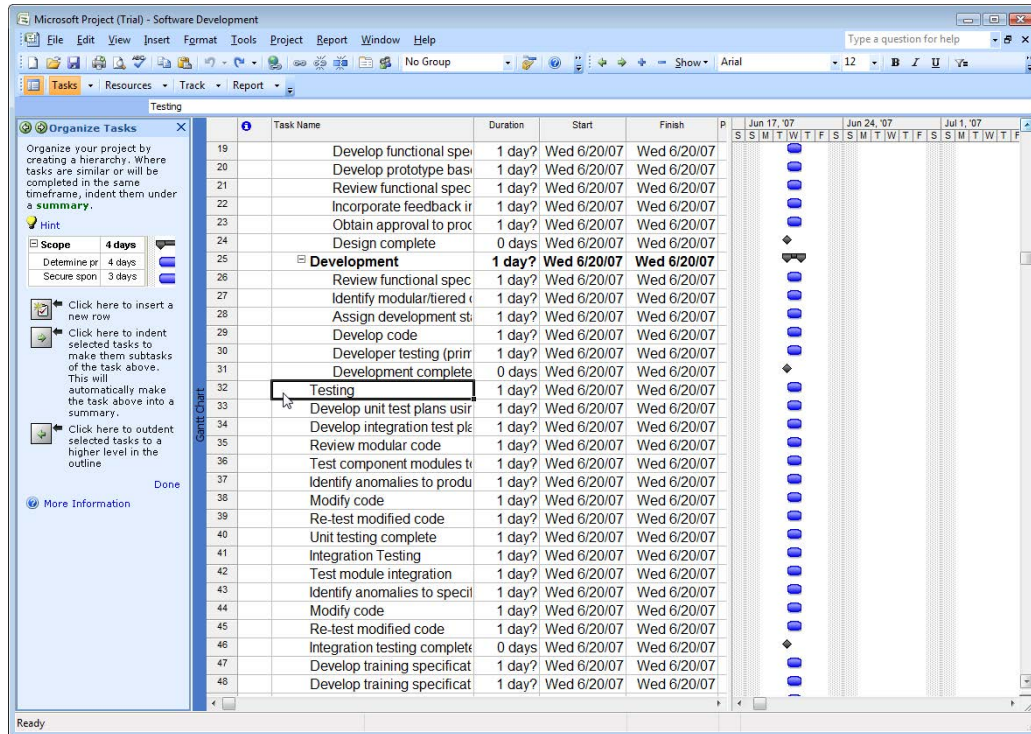 Microsoft Project (Trial) - Software Development
File Edit View Insert Format Tools Project Report Window Help
Type a question for help
No Group Show Arial 12 B I U
Tasks Resources Track Report
Testing
Organize Tasks
Organize your project by
creating a hierarchy. Where
tasks are similar or will be
completed in the same
timeframe, indent them under
a summary.
Hint
Scope 4 days
Determine pr 4 days
Secure spon 3 days
Click here to insert a
new row
Click here to indent
selected tasks to
make them subtasks
of the task above.
This will
automatically make
the task above into a
summary.
Click here to outdent
selected tasks to a
higher level in the
outline
Done
More Information
Gantt Chart
Task Name Duration Start Finish P Jun 17, '07 Jun 24, '07 Jul 1, '07
S S M T W T F S S M T W T F S S M T W T F
19 Develop functional spe 1 day? Wed 6/20/07 Wed 6/20/07
20 Develop prototype bas 1 day? Wed 6/20/07 Wed 6/20/07
21 Review functional spec 1 day? Wed 6/20/07 Wed 6/20/07
22 Incorporate feedback ir 1 day? Wed 6/20/07 Wed 6/20/07
23 Obtain approval to proc 1 day? Wed 6/20/07 Wed 6/20/07
24 Design complete 0 days Wed 6/20/07 Wed 6/20/07
25 Development 1 day? Wed 6/20/07 Wed 6/20/07
26 Review functional spec 1 day? Wed 6/20/07 Wed 6/20/07
27 Identify modular/tiered 1 day? Wed 6/20/07 Wed 6/20/07
28 Assign development st 1 day? Wed 6/20/07 Wed 6/20/07
29 Develop code 1 day? Wed 6/20/07 Wed 6/20/07
30 Developer testing (prim 1 day? Wed 6/20/07 Wed 6/20/07
31 Development complete 0 days Wed 6/20/07 Wed 6/20/07
32 Testing 1 day? Wed 6/20/07 Wed 6/20/07
33 Develop unit test plans usir 1 day? Wed 6/20/07 Wed 6/20/07
34 Develop integration test pla 1 day? Wed 6/20/07 Wed 6/20/07
35 Review modular code 1 day? Wed 6/20/07 Wed 6/20/07
36 Test component modules t 1 day? Wed 6/20/07 Wed 6/20/07
37 Identify anomalies to produ 1 day? Wed 6/20/07 Wed 6/20/07
38 Modify code 1 day? Wed 6/20/07 Wed 6/20/07
39 Re-test modified code 1 day? Wed 6/20/07 Wed 6/20/07
40 Unit testing complete 1 day? Wed 6/20/07 Wed 6/20/07
41 Integration Testing 1 day? Wed 6/20/07 Wed 6/20/07
42 Test module integration 1 day? Wed 6/20/07 Wed 6/20/07
43 Identify anomalies to specif 1 day? Wed 6/20/07 Wed 6/20/07
44 Modify code 1 day? Wed 6/20/07 Wed 6/20/07
45 Re-test modified code 1 day? Wed 6/20/07 Wed 6/20/07
46 Integration testing complete 0 days Wed 6/20/07 Wed 6/20/07
47 Develop training specificat 1 day? Wed 6/20/07 Wed 6/20/07
48 Develop training specificat 1 day? Wed 6/20/07 Wed 6/20/07
Ready